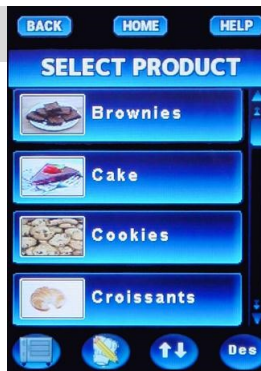 BACK HOME HELP
SELECT PRODUCT
Brownies
Cake
Cookies
Croissants
Des